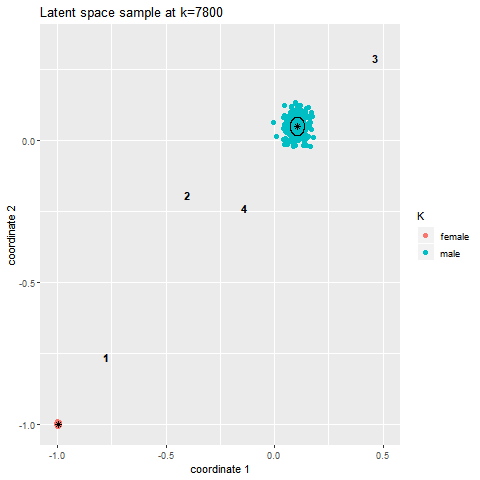 Latent space sample at k=7800
3
0.0
2
4
K
female
male
coordinate 2
-0.5
1
-1.0
-1.0
-0.5
0.0
0.5
coordinate 1